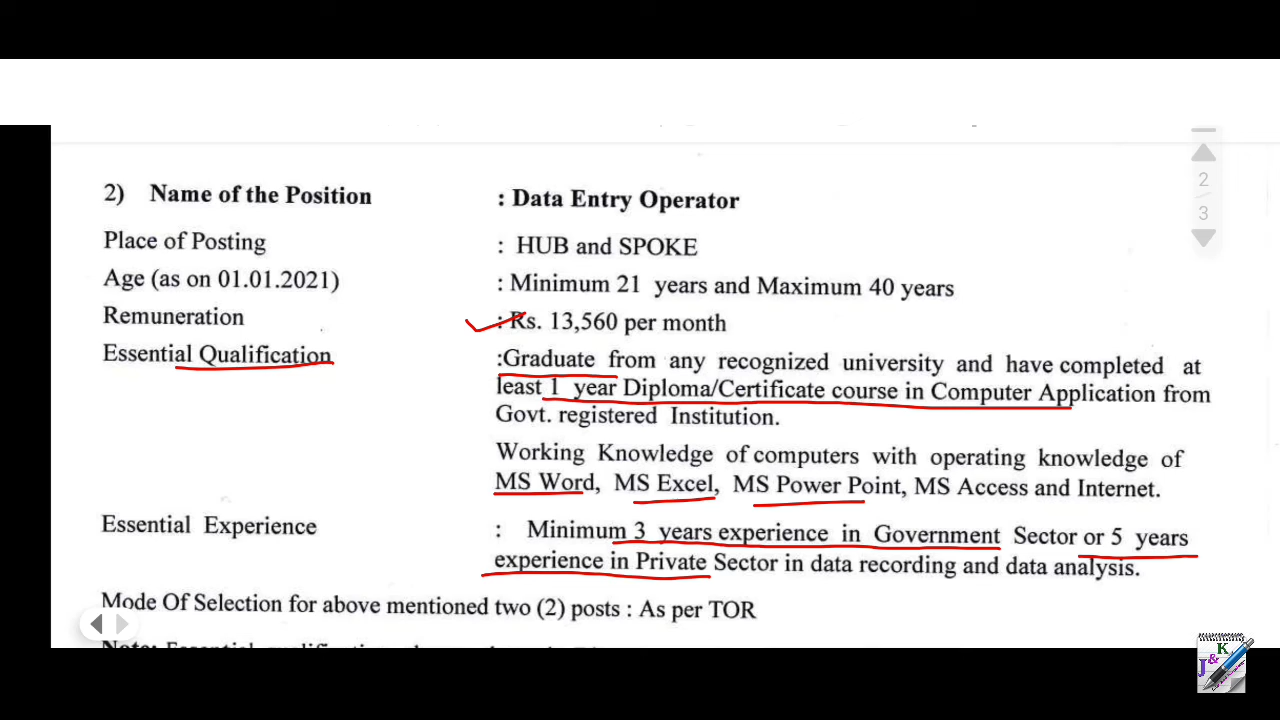 2) Name of the Position : Data Entry Operator
Place of Posting : HUB and SPOKE
Age (as on 01.01.2021) : Minimum 21 years and Maximum 40 years
Remuneration : Rs. 13,560 per month
Essential Qualification :Graduate from any recognized university and have completed at
least 1 year Diploma/Certificate course in Computer Application from
Govt. registered Institution.
Working Knowledge of computers with operating knowledge of
MS Word, MS Excel, MS Power Point, MS Access and Internet.
Essential Experience : Minimum 3 years experience in Government Sector or 5 years
experience in Private Sector in data recording and data analysis.
Mode Of Selection for above mentioned two (2) posts : As per TOR
2
3
J&K